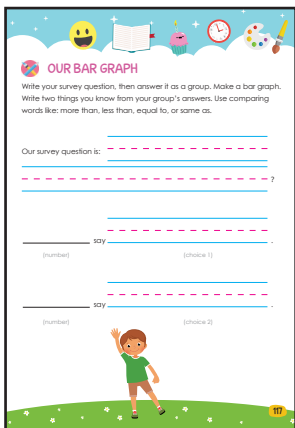 OUR BAR GRAPH
Write your survey question, then answer it as a group. Make a bar graph.
Write two things you know from your group's answers. Use comparing
words like: more than, less than, equal to, or same as.
Our survey question is:
?
say .
(number) (choice 1)
say .
(number) (choice 2)
117